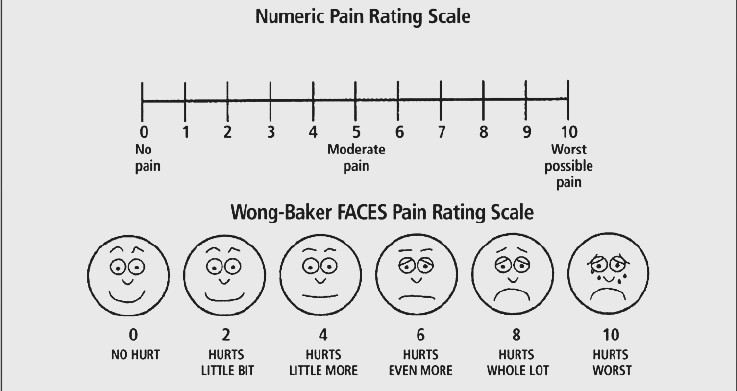 Numeric Pain Rating Scale
0 1 2 3 4 5 6 7 8 9 10
No Moderate Worst
pain pain possible
pain
Wong-Baker FACES Pain Rating Scale
0 2 4 6 8 10
NO HURT HURTS HURTS HURTS HURTS HURTS
LITTLE BIT LITTLE MORE EVEN MORE WHOLE LOT WORST